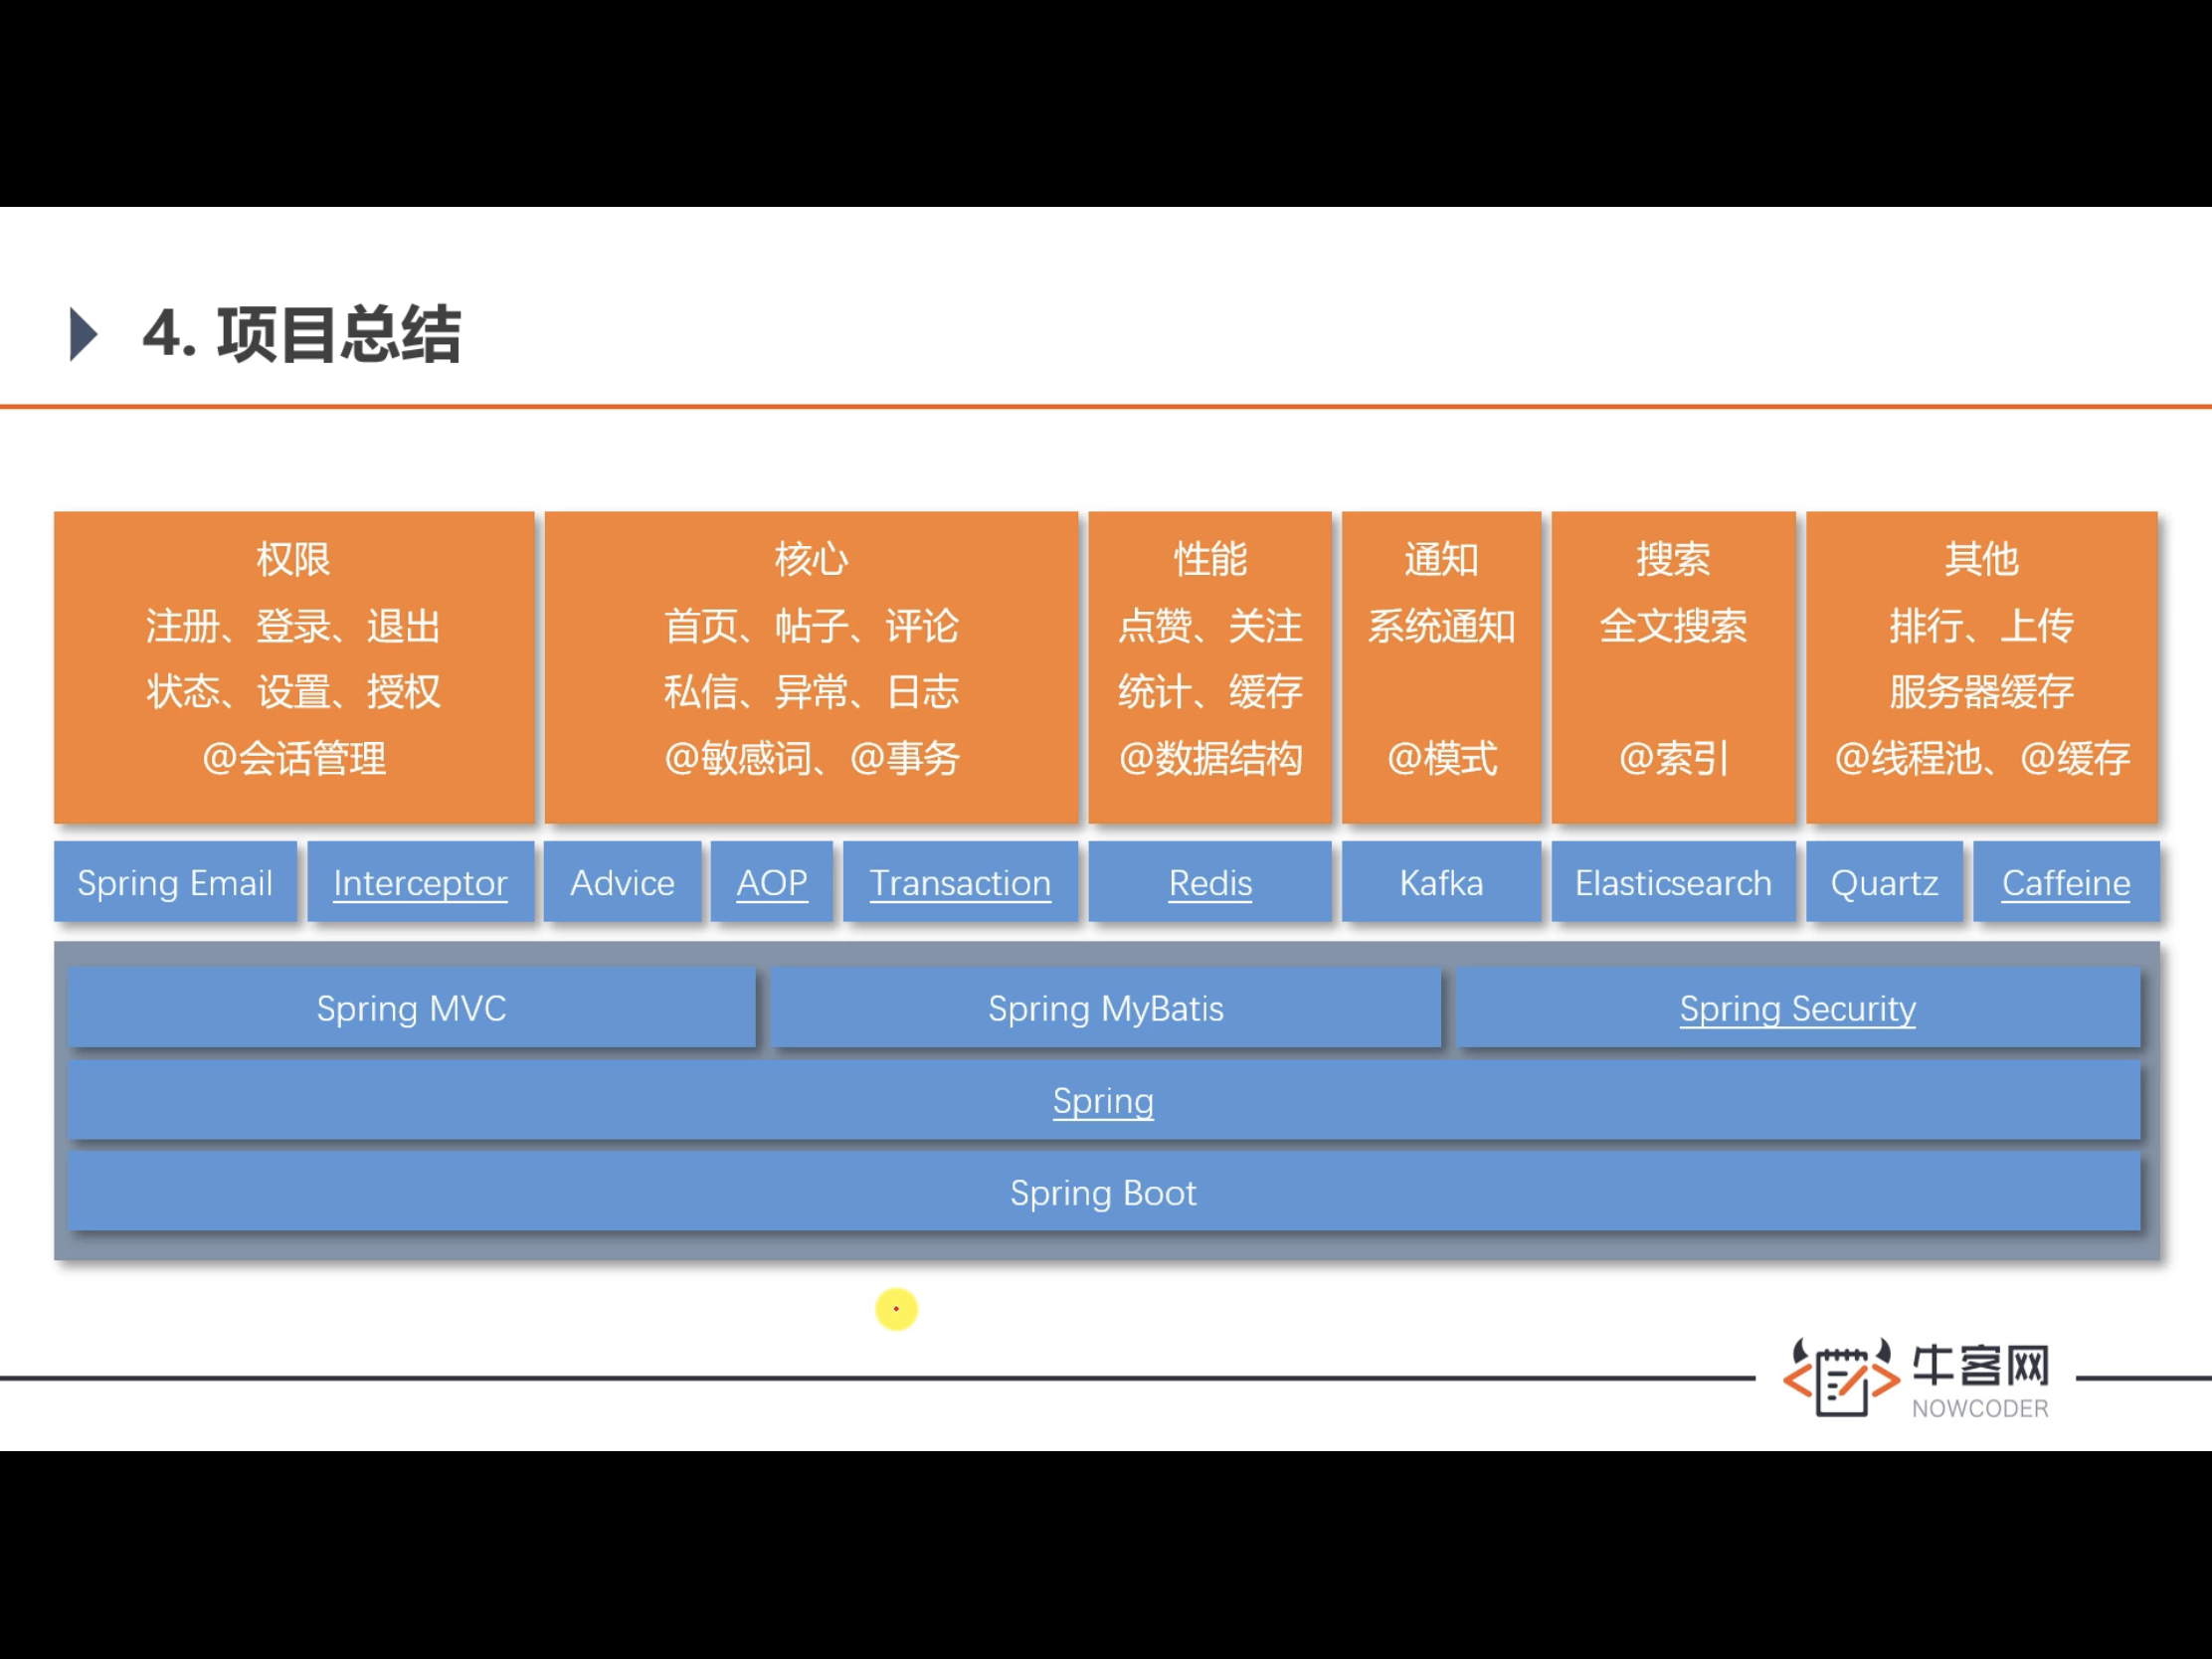 4. 项目总结
权限
注册、登录、退出
状态、设置、授权
@会话管理
核心
首页、帖子、评论
私信、异常、日志
@敏感词、@事务
性能
点赞、关注
统计、缓存
@数据结构
通知
系统通知
@模式
搜索
全文搜索
@索引
其他
排行、上传
服务器缓存
@线程池、@缓存
Spring Email
Interceptor
Advice
AOP
Transaction
Redis
Kafka
Elasticsearch
Quartz
Caffeine
Spring MVC
Spring MyBatis
Spring Security
Spring
Spring Boot
牛客网
NOWCODER